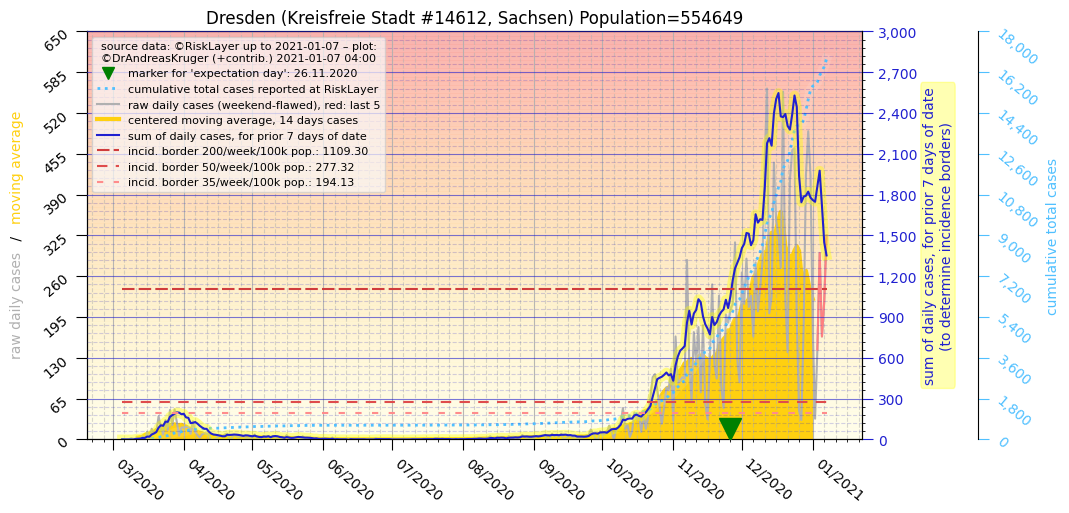 Dresden (Kreisfreie Stadt #14612, Sachsen) Population=554649
source data: ©RiskLayer up to 2021-01-07 – plot:
©DrAndreasKruger (+contrib.) 2021-01-07 04:00
marker for 'expectation day': 26.11.2020
cumulative total cases reported at RiskLayer
raw daily cases (weekend-flawed), red: last 5
centered moving average, 14 days cases
sum of daily cases, for prior 7 days of date
incid. border 200/week/100k pop.: 1109.30
incid. border 50/week/100k pop.: 277.32
incid. border 35/week/100k pop.: 194.13
raw daily cases / moving average
650
585
520
455
390
325
260
195
130
65
0
03/2020
04/2020
05/2020
06/2020
07/2020
08/2020
09/2020
10/2020
11/2020
12/2020
01/2021
3,000
2,700
2,400
2,100
1,800
1,500
1,200
900
600
300
0
sum of daily cases, for prior 7 days of date
(to determine incidence borders)
18,000
16,200
14,400
12,600
10,800
9,000
7,200
5,400
3,600
1,800
0
cumulative total cases